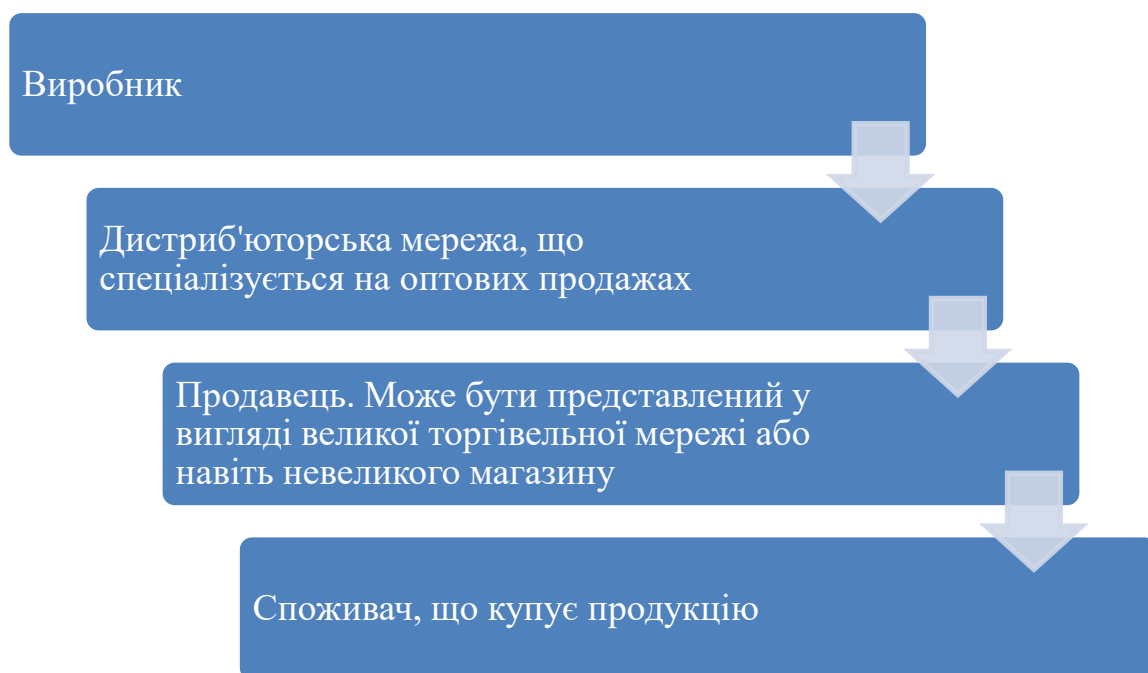 Виробник
Дистриб'юторська мережа, що
спеціалізується на оптових продажах
Продавець. Може бути представлений у
вигляді великої торгівельної мережі або
навіть невеликого магазину
Споживач, що купує продукцію